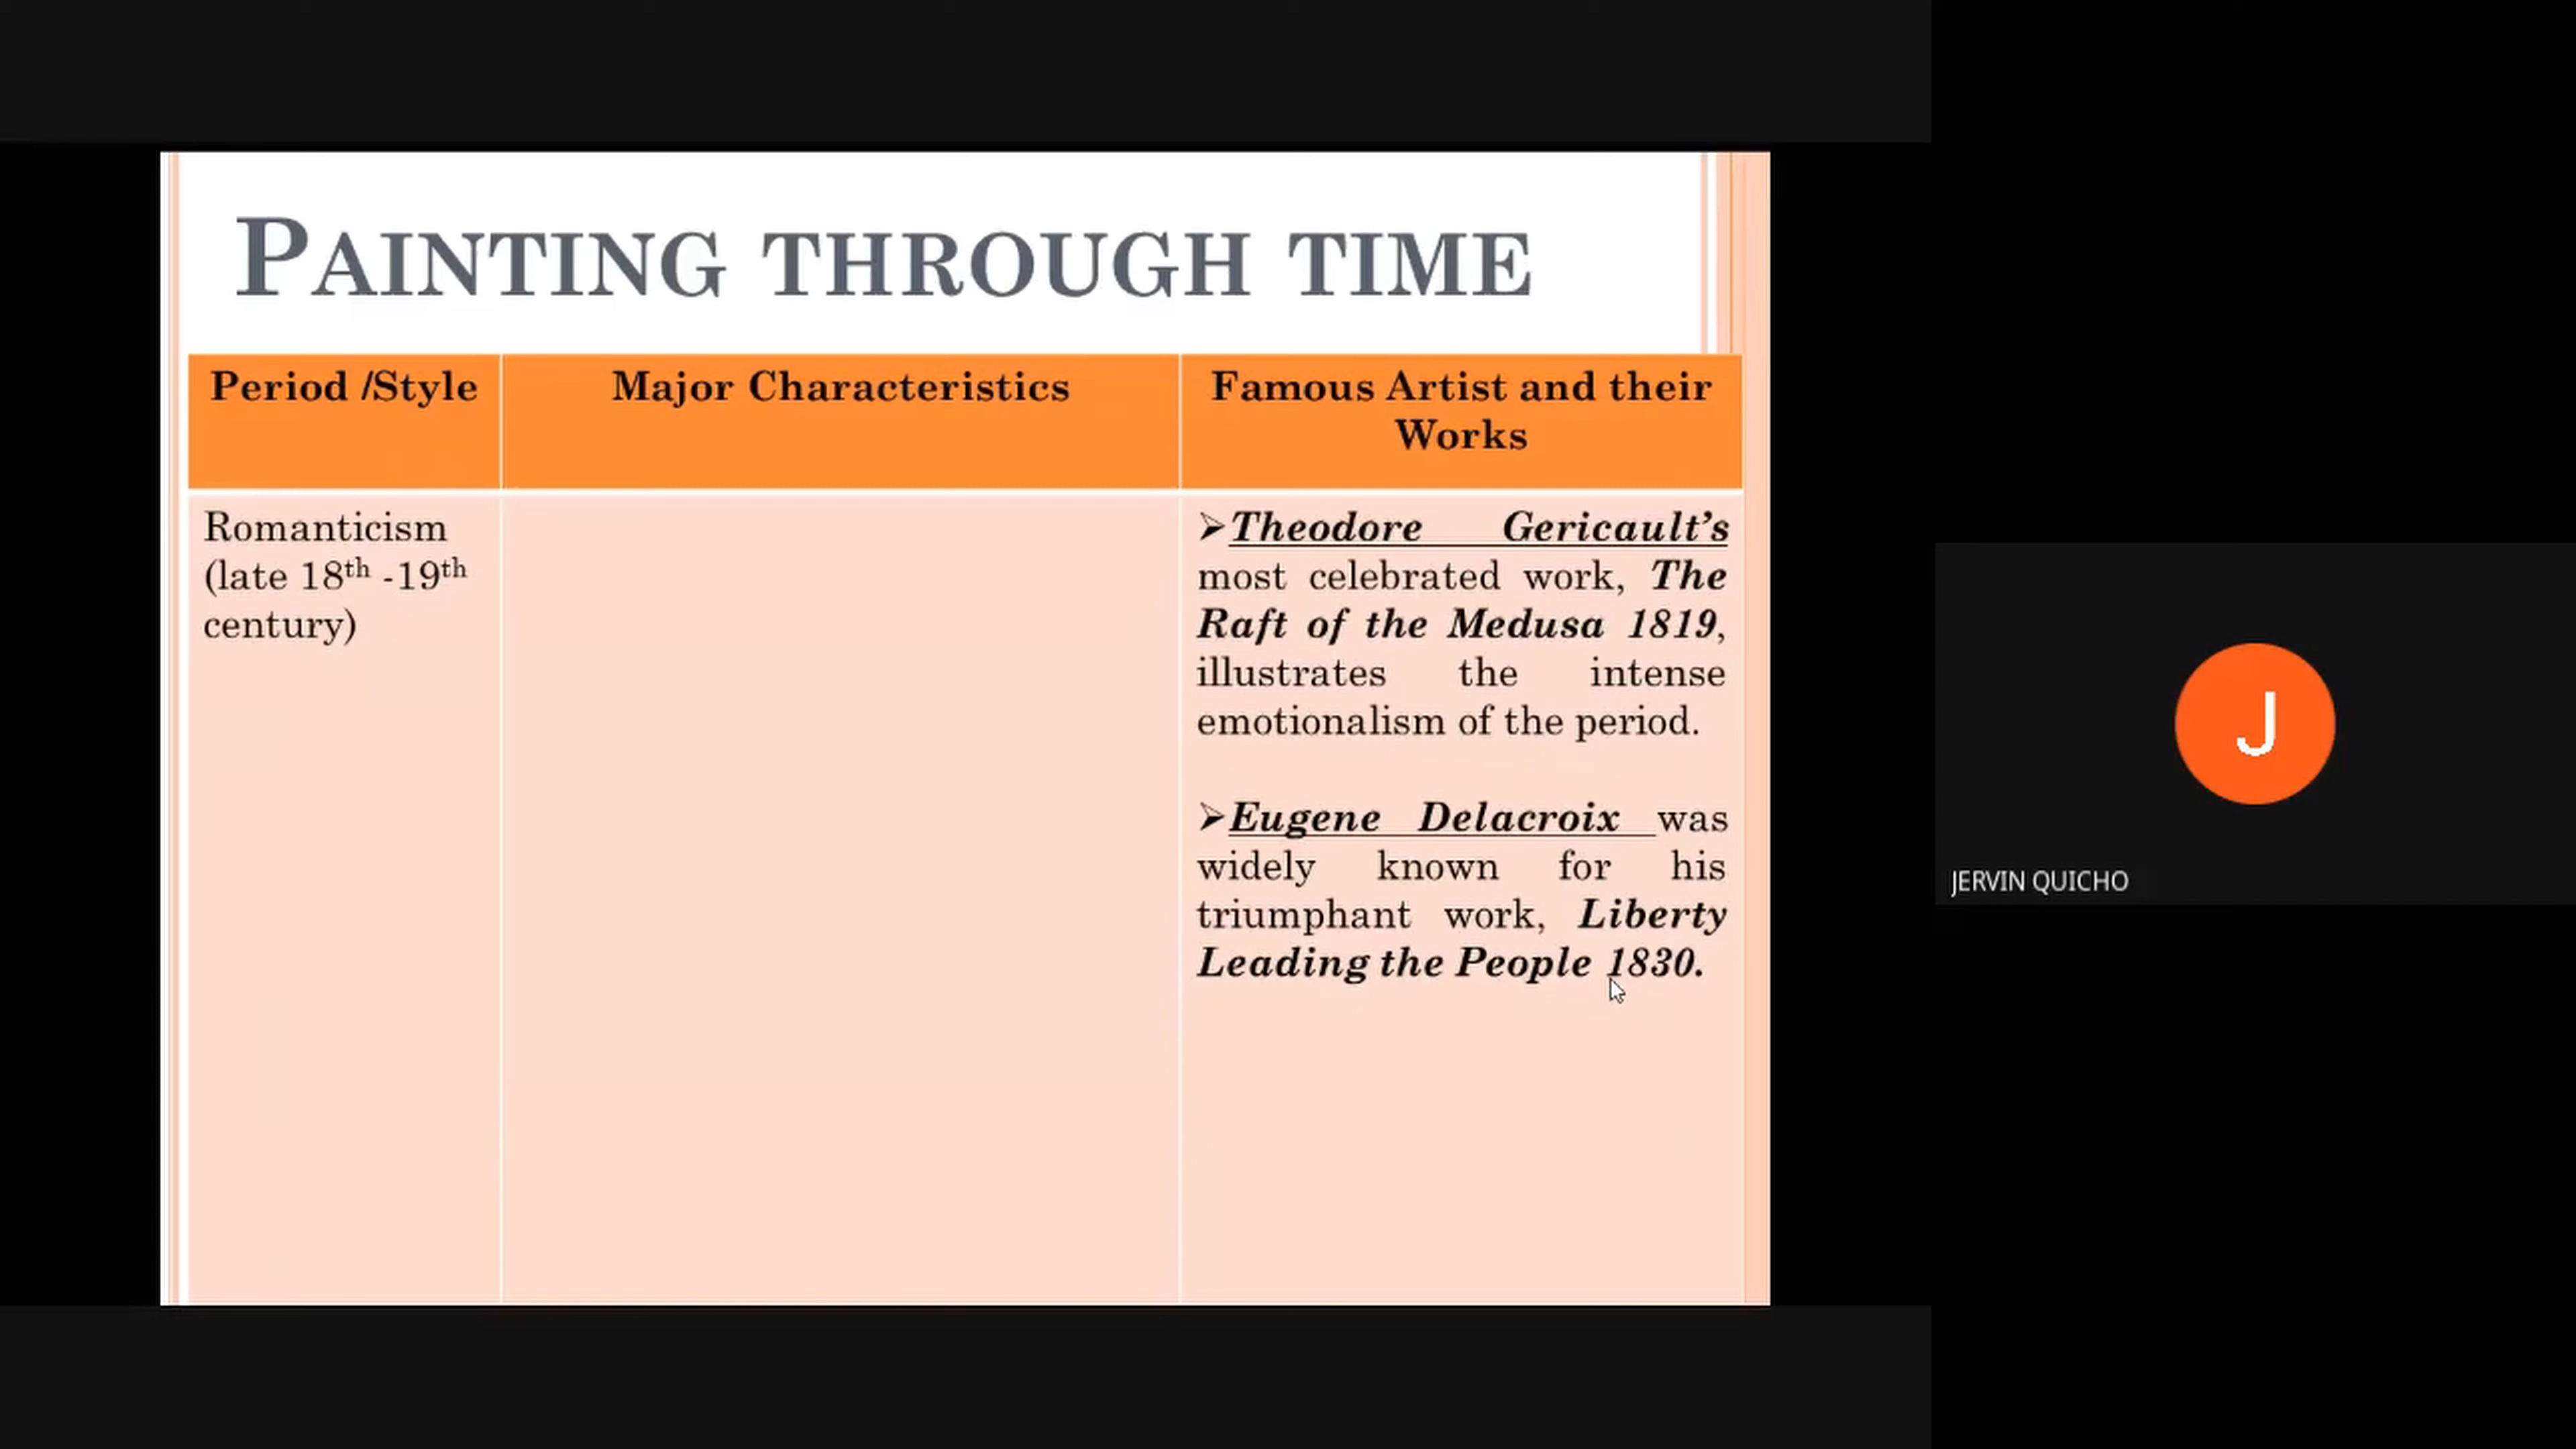 PAINTING THROUGH TIME
Period /Style
Major Characteristics
Famous Artist and their
Works
Romanticism
(late 18th -19th
century)
➢Theodore Gericault's
most celebrated work, The
Raft of the Medusa 1819,
illustrates the intense
emotionalism of the period.
➢Eugene Delacroix was
widely known for his
triumphant work, Liberty
Leading the People 1830.
J
JERVIN QUICHO